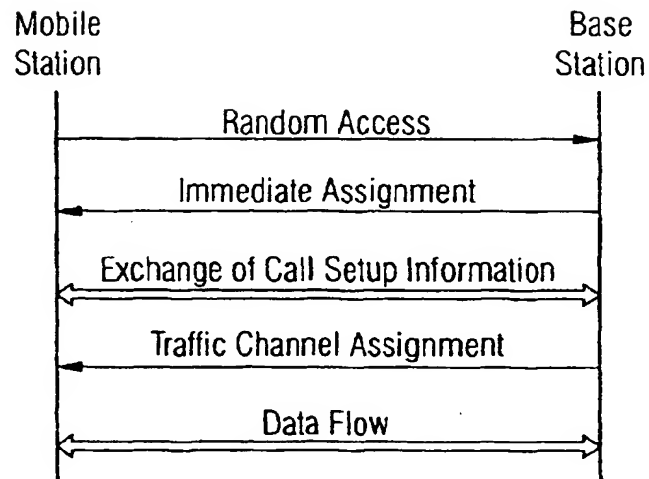 Mobile
Station
Base
Station
Random Access
Immediate Assignment
Exchange of Call Setup Information
Traffic Channel Assignment
Data Flow